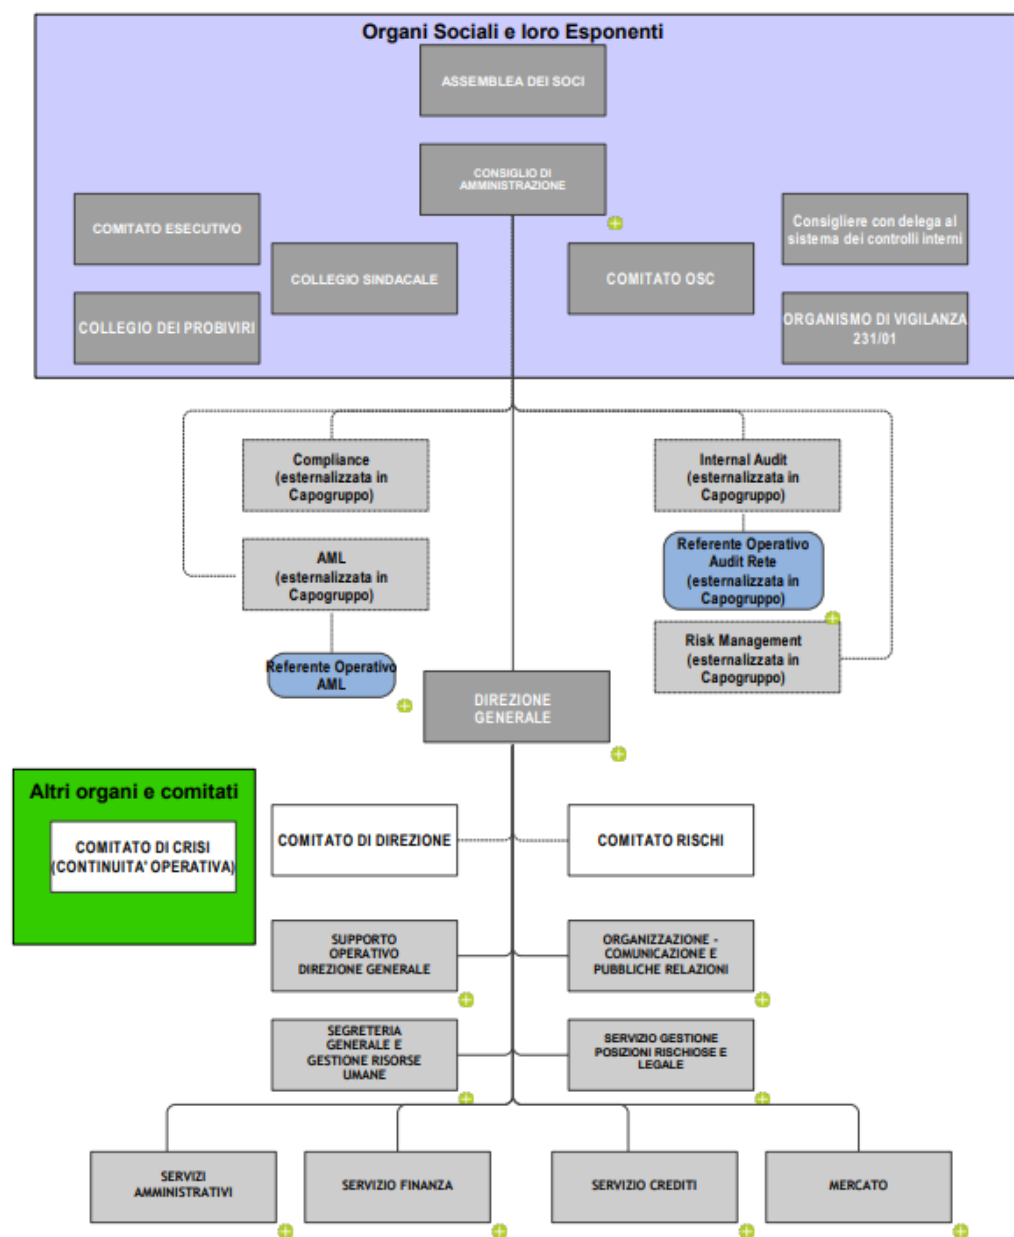 Organi Sociali e loro Esponenti
ASSEMBLEA DEI SOCI
CONSIGLIO DI
AMMINISTRAZIONE
COMITATO ESECUTIVO
Consigliere con delega al
sistema dei controlli interni
COLLEGIO SINDACALE
COMITATO OSC
COLLEGIO DEI PROBIVIRI
ORGANISMO DI VIGILANZA
231/01
Compliance
(esternalizzata in
Capogruppo)
Internal Audit
(esternalizzata in
Capogruppo)
AML
(esternalizzata in
Capogruppo)
Referente Operativo
Audit Rete
(esternalizzata in
Capogruppo)
Referente Operativo
AML
Risk Management
(esternalizzata in
Capogruppo)
DIREZIONE
GENERALE
Altri organi e comitati
COMITATO DI CRISI
(CONTINUITA' OPERATIVA)
COMITATO DI DIREZIONE
COMITATO RISCHI
SUPPORTO
OPERATIVO
DIREZIONE GENERALE
ORGANIZZAZIONE -
COMUNICAZIONE E
PUBBLICHE RELAZIONI
SEGRETERIA
GENERALE E
GESTIONE RISORSE
UMANE
SERVIZIO GESTIONE
POSIZIONI RISCHIOSE E
LEGALE
SERVIZI
AMMINISTRATIVI
SERVIZIO FINANZA
SERVIZIO CREDITI
MERCATO